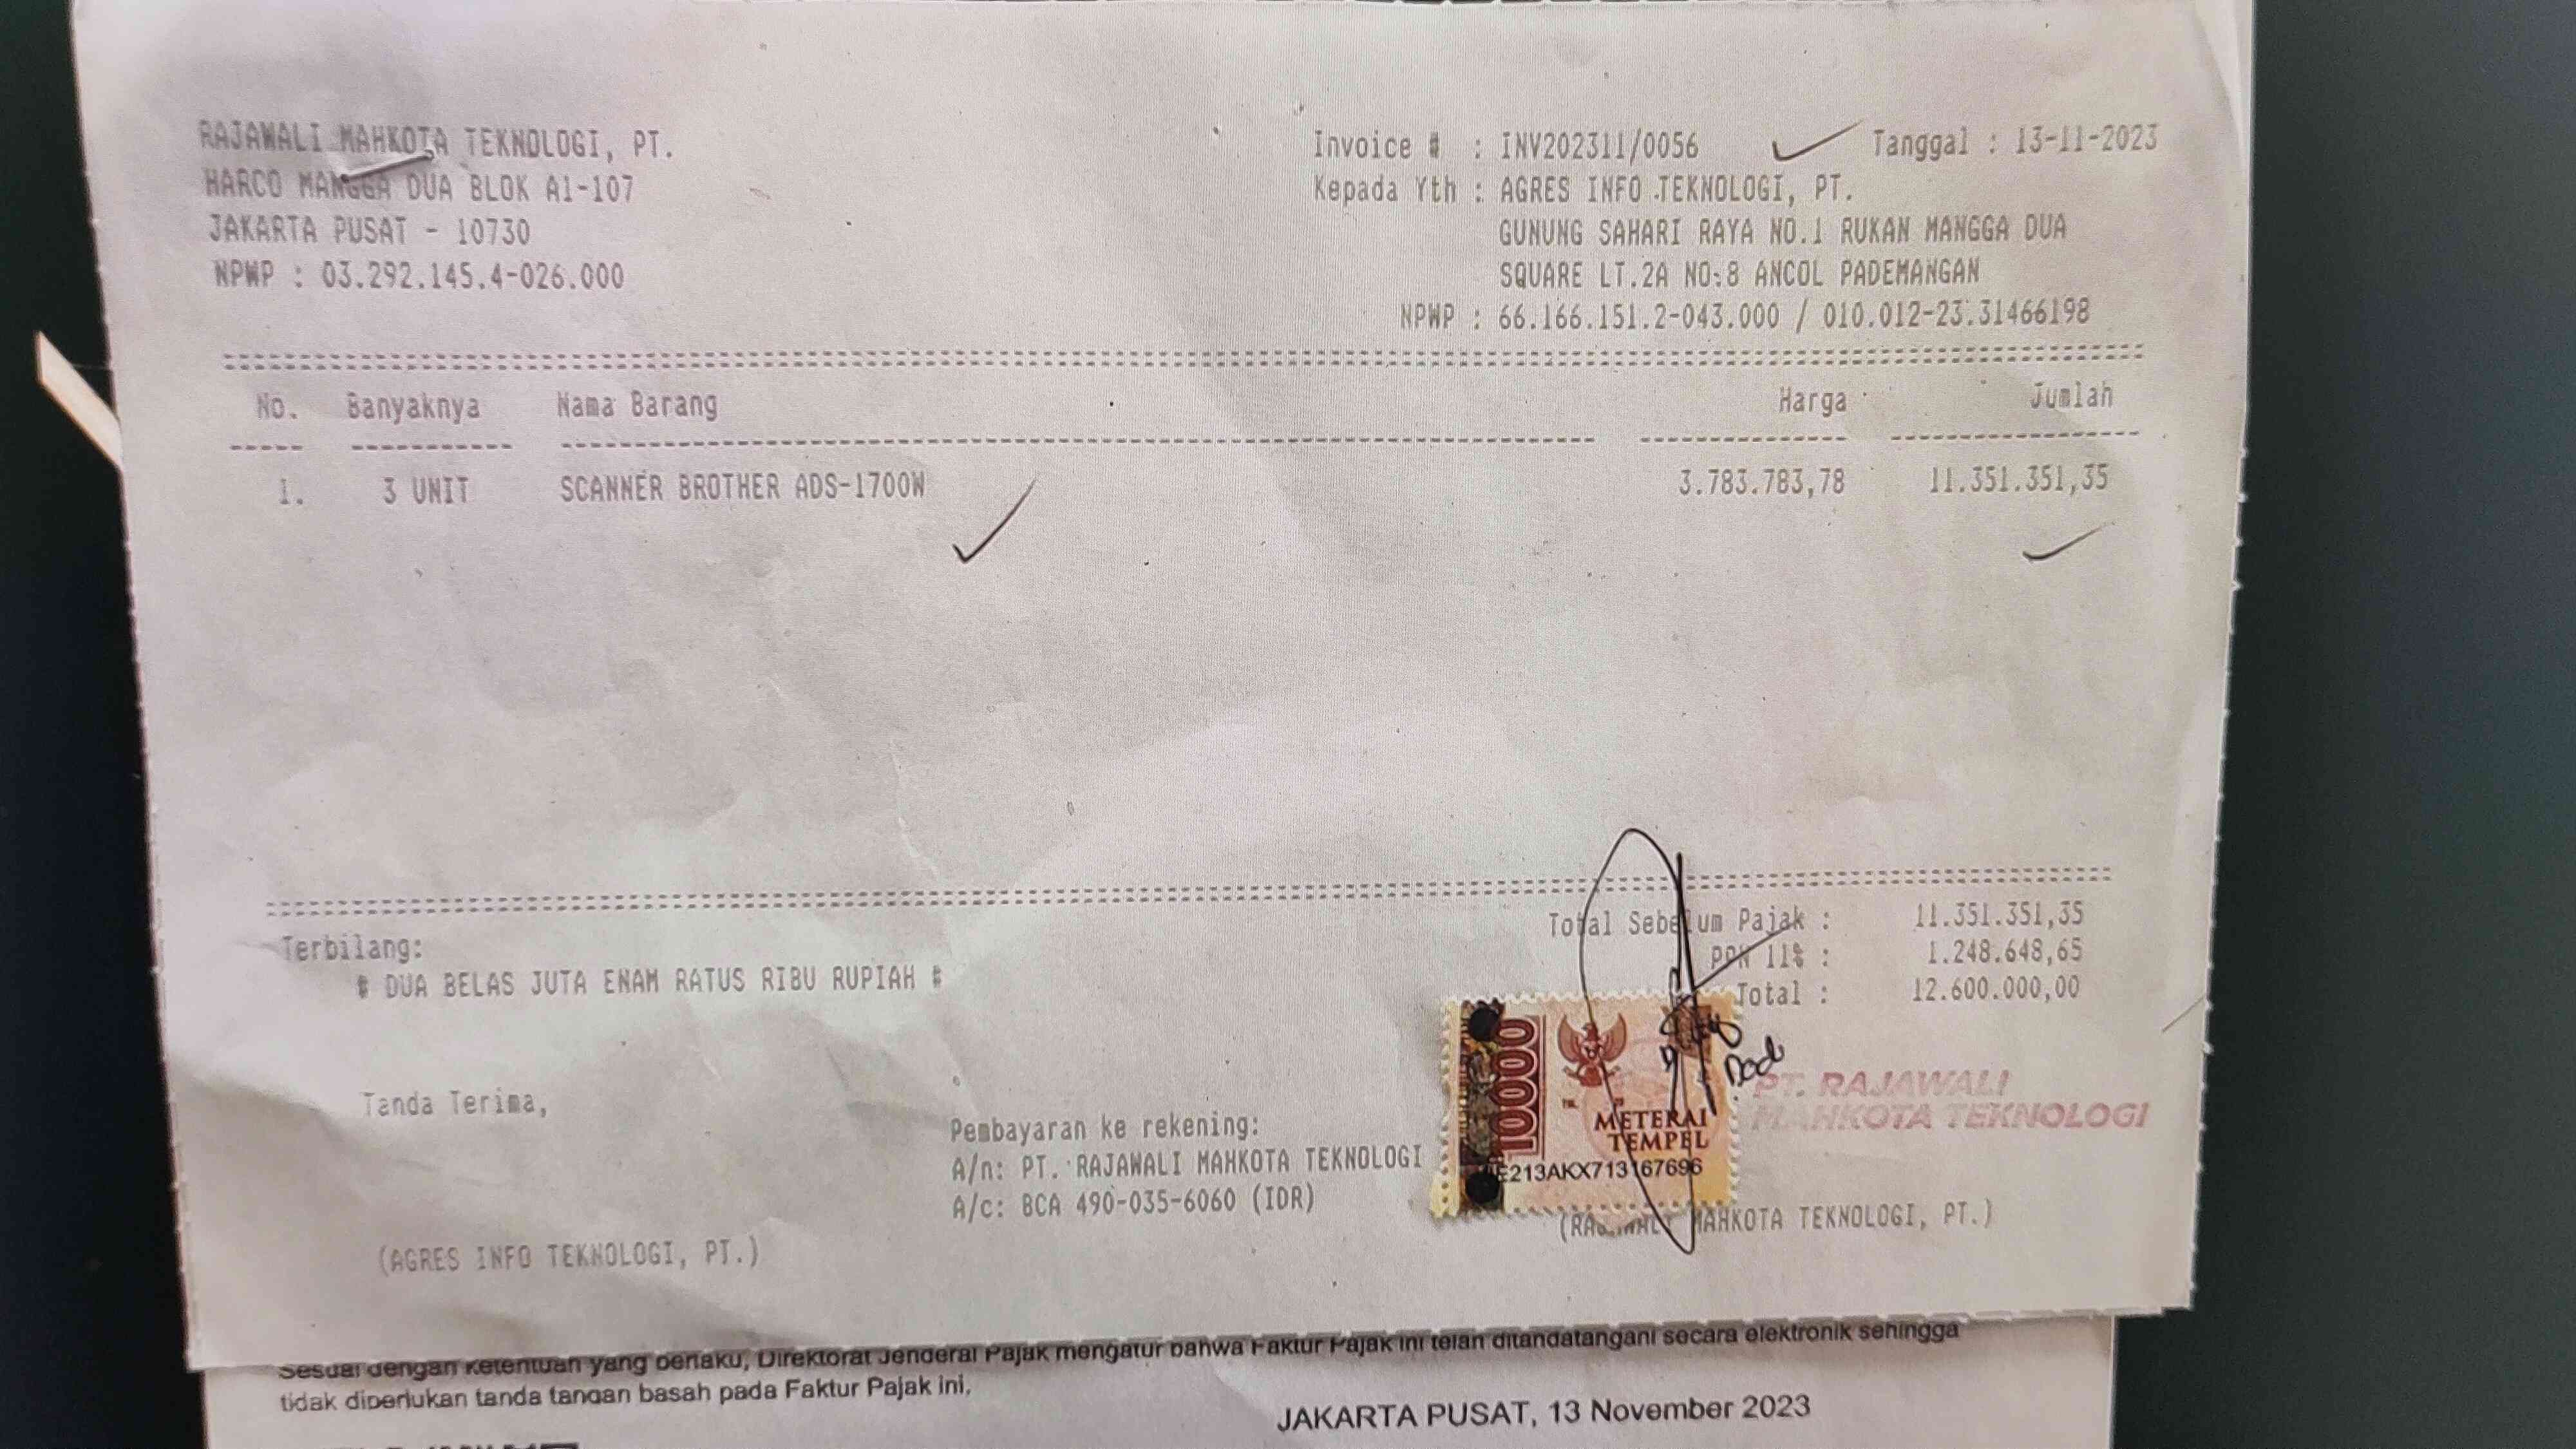 RAJAWALI MAHKOTA TEKNOLOGI, PT.
HARCO MANGGA DUA BLOK A1-107
JAKARTA PUSAT - 10730
NPWP : 03.292.145.4-026.000
Invoice # : INV202311/0056 Tanggal : 13-11-2023
Kepada Yth : AGRES INFO TEKNOLOGI, PT.
GUNUNG SAHARI RAYA NO.1 RUKAN MANGGA DUA
SQUARE LT.2A NO:8 ANCOL PADEMANGAN
NPWP : 66.166.151.2-043.000 / 010.012-23.31466198
No. Banyaknya Nama Barang Harga Jumlah
1. 3 UNIT SCANNER BROTHER ADS-1700W 3.783.783,78 11.351.351,35
Total Sebelum Pajak : 11.351.351,35
PPN 11% : 1.248.648,65
Total : 12.600.000,00
Terbilang:
# DUA BELAS JUTA ENAM RATUS RIBU RUPIAH #
Tanda Terima,
(AGRES INFO TEKNOLOGI, PT.)
Pembayaran ke rekening:
A/n: PT. RAJAWALI MAHKOTA TEKNOLOGI
A/c: BCA 490-035-6060 (IDR)
10000
METERAI
TEMPEL
E213AKX713167696
PT. RAJAWALI
MAHKOTA TEKNOLOGI
MAHKOTA TEKNOLOGI, PT.)
Sesuai dengan ketentuan yang berlaku, Direktorat Jenderal Pajak mengatur bahwa Faktur Pajak ini telah ditandatangani secara elektronik sehingga
tidak diperlukan tanda tangan basah pada Faktur Pajak ini.
JAKARTA PUSAT, 13 November 2023